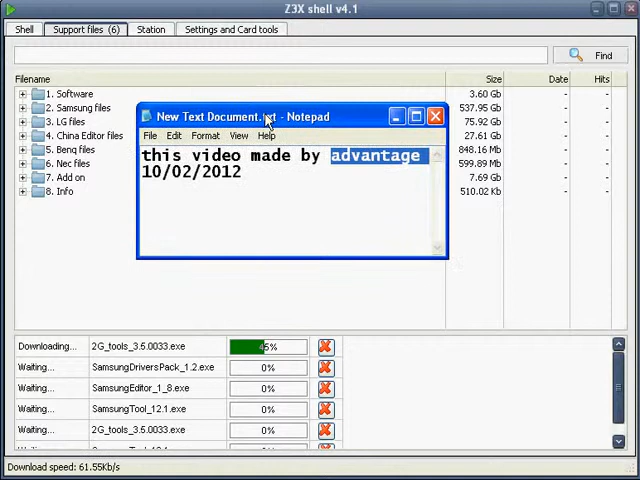 Z3X shell v4.1
Shell Support files (6) Station Settings and Card tools
Find
Filename Size Date Hits
1. Software 3.60 Gb - -
2. Samsung files 537.95 Gb - -
3. LG files 75.92 Gb - -
4. China Editor files 27.61 Gb - -
5. Benq files 848.16 Mb - -
6. Nec files 599.89 Mb - -
7. Add on 7.69 Gb - -
8. Info 510.02 Kb - -
New Text Document.txt - Notepad
File Edit Format View Help
this video made by advantage
10/02/2012
Downloading... 2G_tools_3.5.0033.exe 45%
Waiting... SamsungDriversPack_1.2.exe 0%
Waiting... SamsungEditor_1_8.exe 0%
Waiting... SamsungTool_12.1.exe 0%
Waiting... 2G_tools_3.5.0033.exe 0%
Download speed: 61.55Kb/s